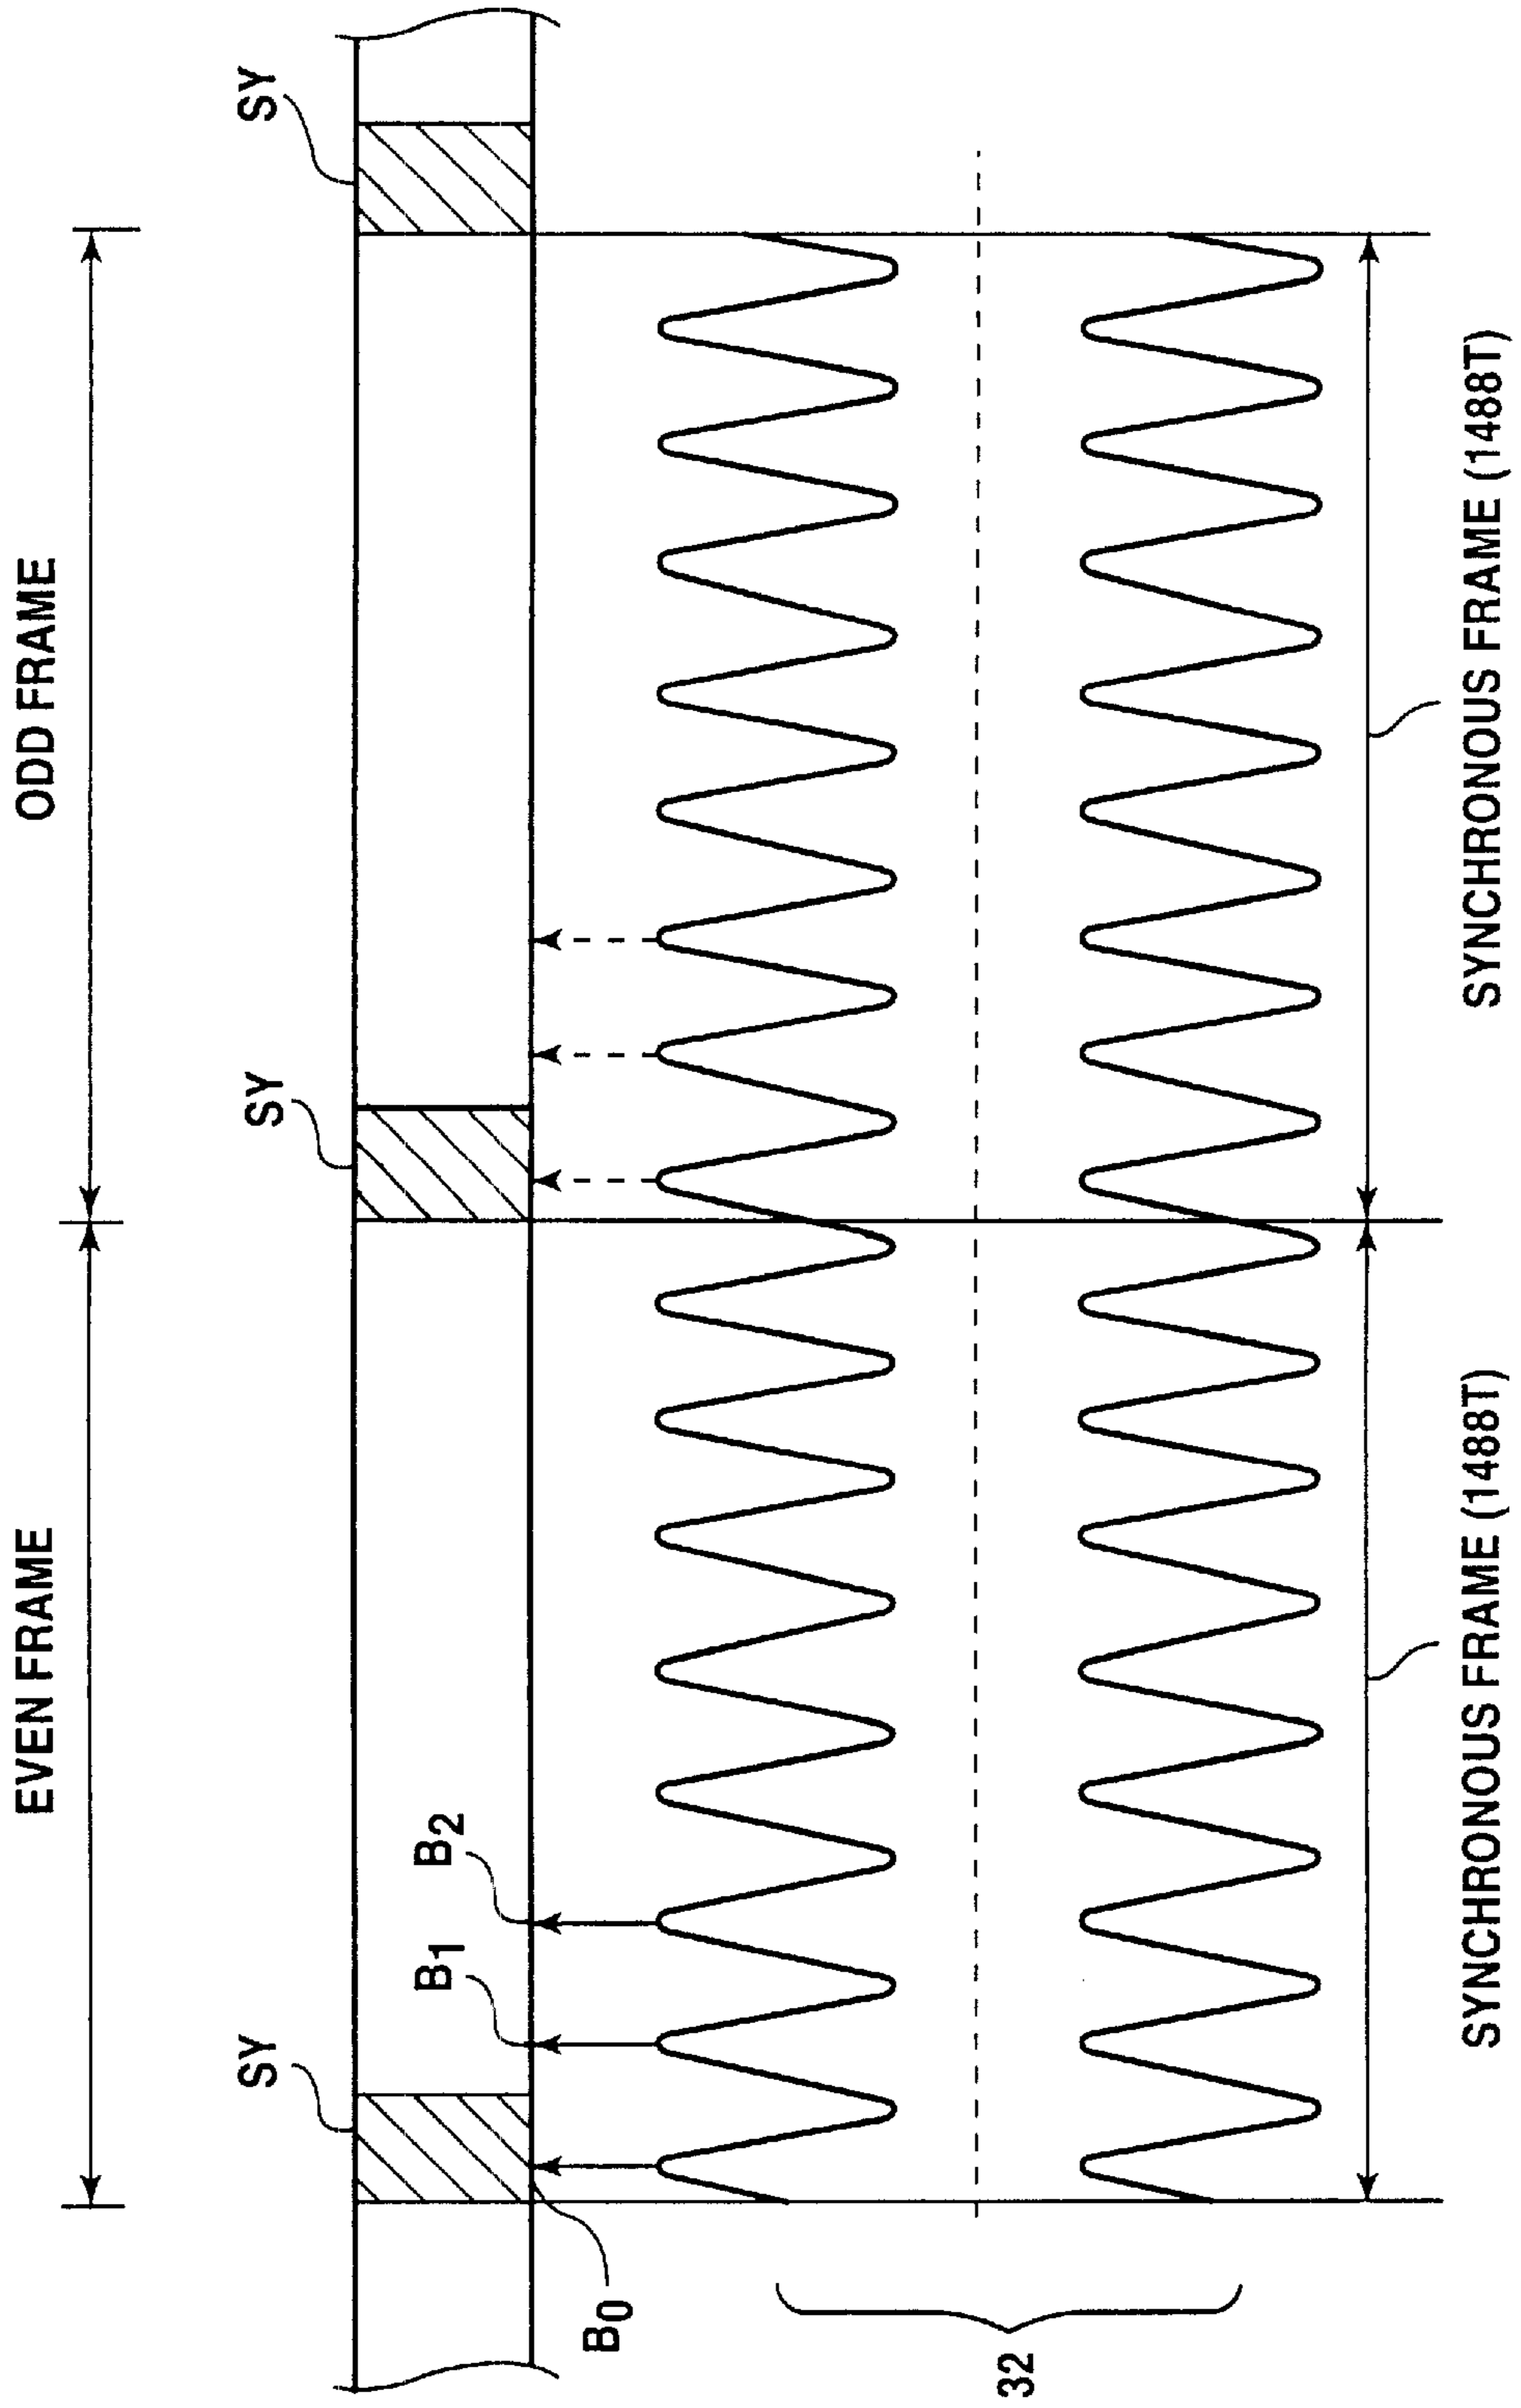 EVEN FRAME
ODD FRAME
SY
SY
SY
B1
B2
B0
32
SYNCHRONOUS FRAME (1488T)
SYNCHRONOUS FRAME (1488T)